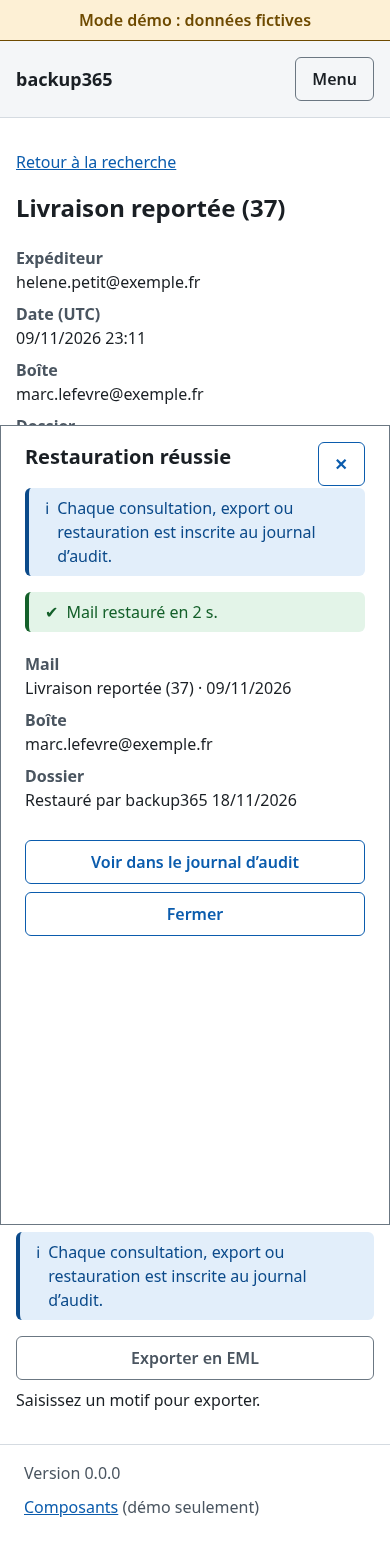 Mode démo : données fictives
backup365
Menu
Retour à la recherche
Livraison reportée (37)
Expéditeur
helene.petit@exemple.fr
Date (UTC)
09/11/2026 23:11
Boîte
marc.lefevre@exemple.fr
Dossier
Restauration réussie
×
i Chaque consultation, export ou
restauration est inscrite au journal
d’audit.
✔ Mail restauré en 2 s.
Mail
Livraison reportée (37) · 09/11/2026
Boîte
marc.lefevre@exemple.fr
Dossier
Restauré par backup365 18/11/2026
Voir dans le journal d’audit
Fermer
i Chaque consultation, export ou
restauration est inscrite au journal
d’audit.
Exporter en EML
Saisissez un motif pour exporter.
Version 0.0.0
Composants (démo seulement)